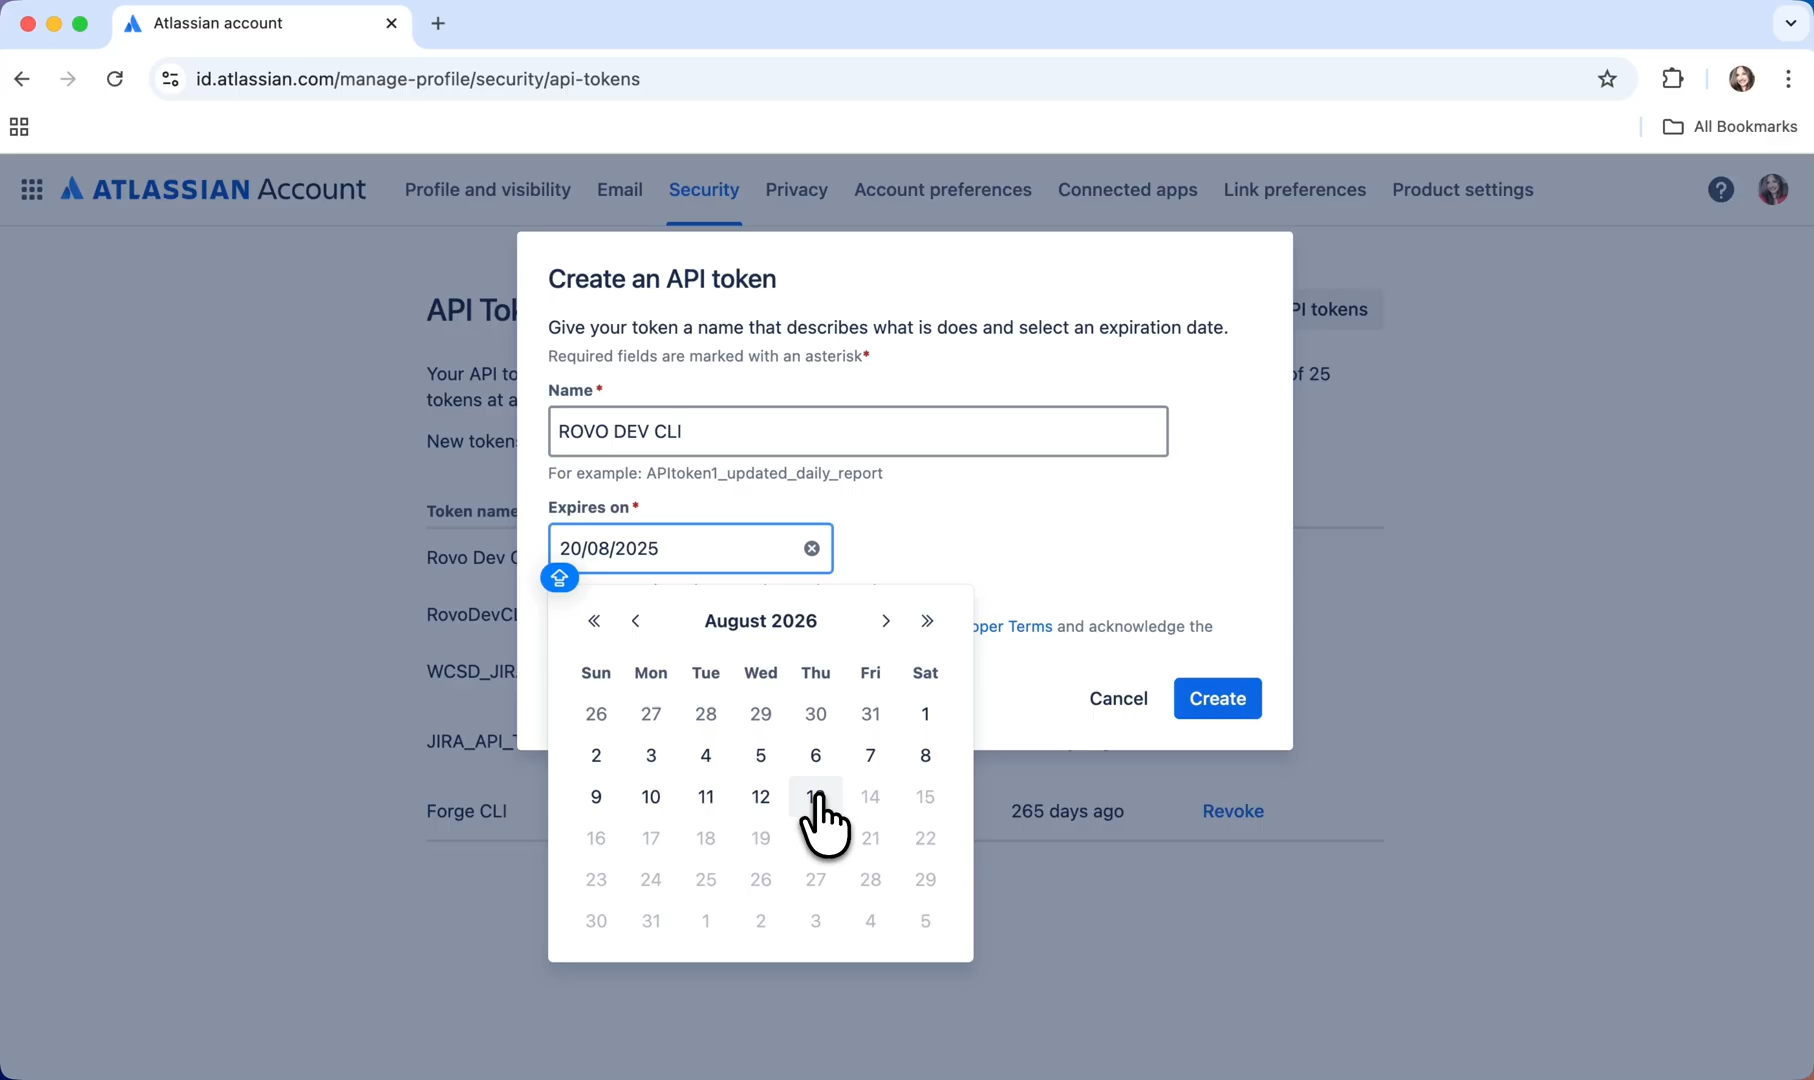 Atlassian account
id.atlassian.com/manage-profile/security/api-tokens
All Bookmarks
ATLASSIAN Account
Profile and visibility
Email
Security
Privacy
Account preferences
Connected apps
Link preferences
Product settings
Create an API token
Give your token a name that describes what is does and select an expiration date.
Required fields are marked with an asterisk*
Name*
ROVO DEV CLI
For example: APItoken1_updated_daily_report
Expires on*
20/08/2025
August 2026
Sun Mon Tue Wed Thu Fri Sat
26 27 28 29 30 31 1
2 3 4 5 6 7 8
9 10 11 12 14 15
16 17 18 19 21 22
23 24 25 26 27 28 29
30 31 1 2 3 4 5
Terms and acknowledge the
Cancel
Create
API
PI tokens
Your API
of 25
tokens at a
New
Token name
Rovo Dev
Forge CLI
265 days ago
Revoke